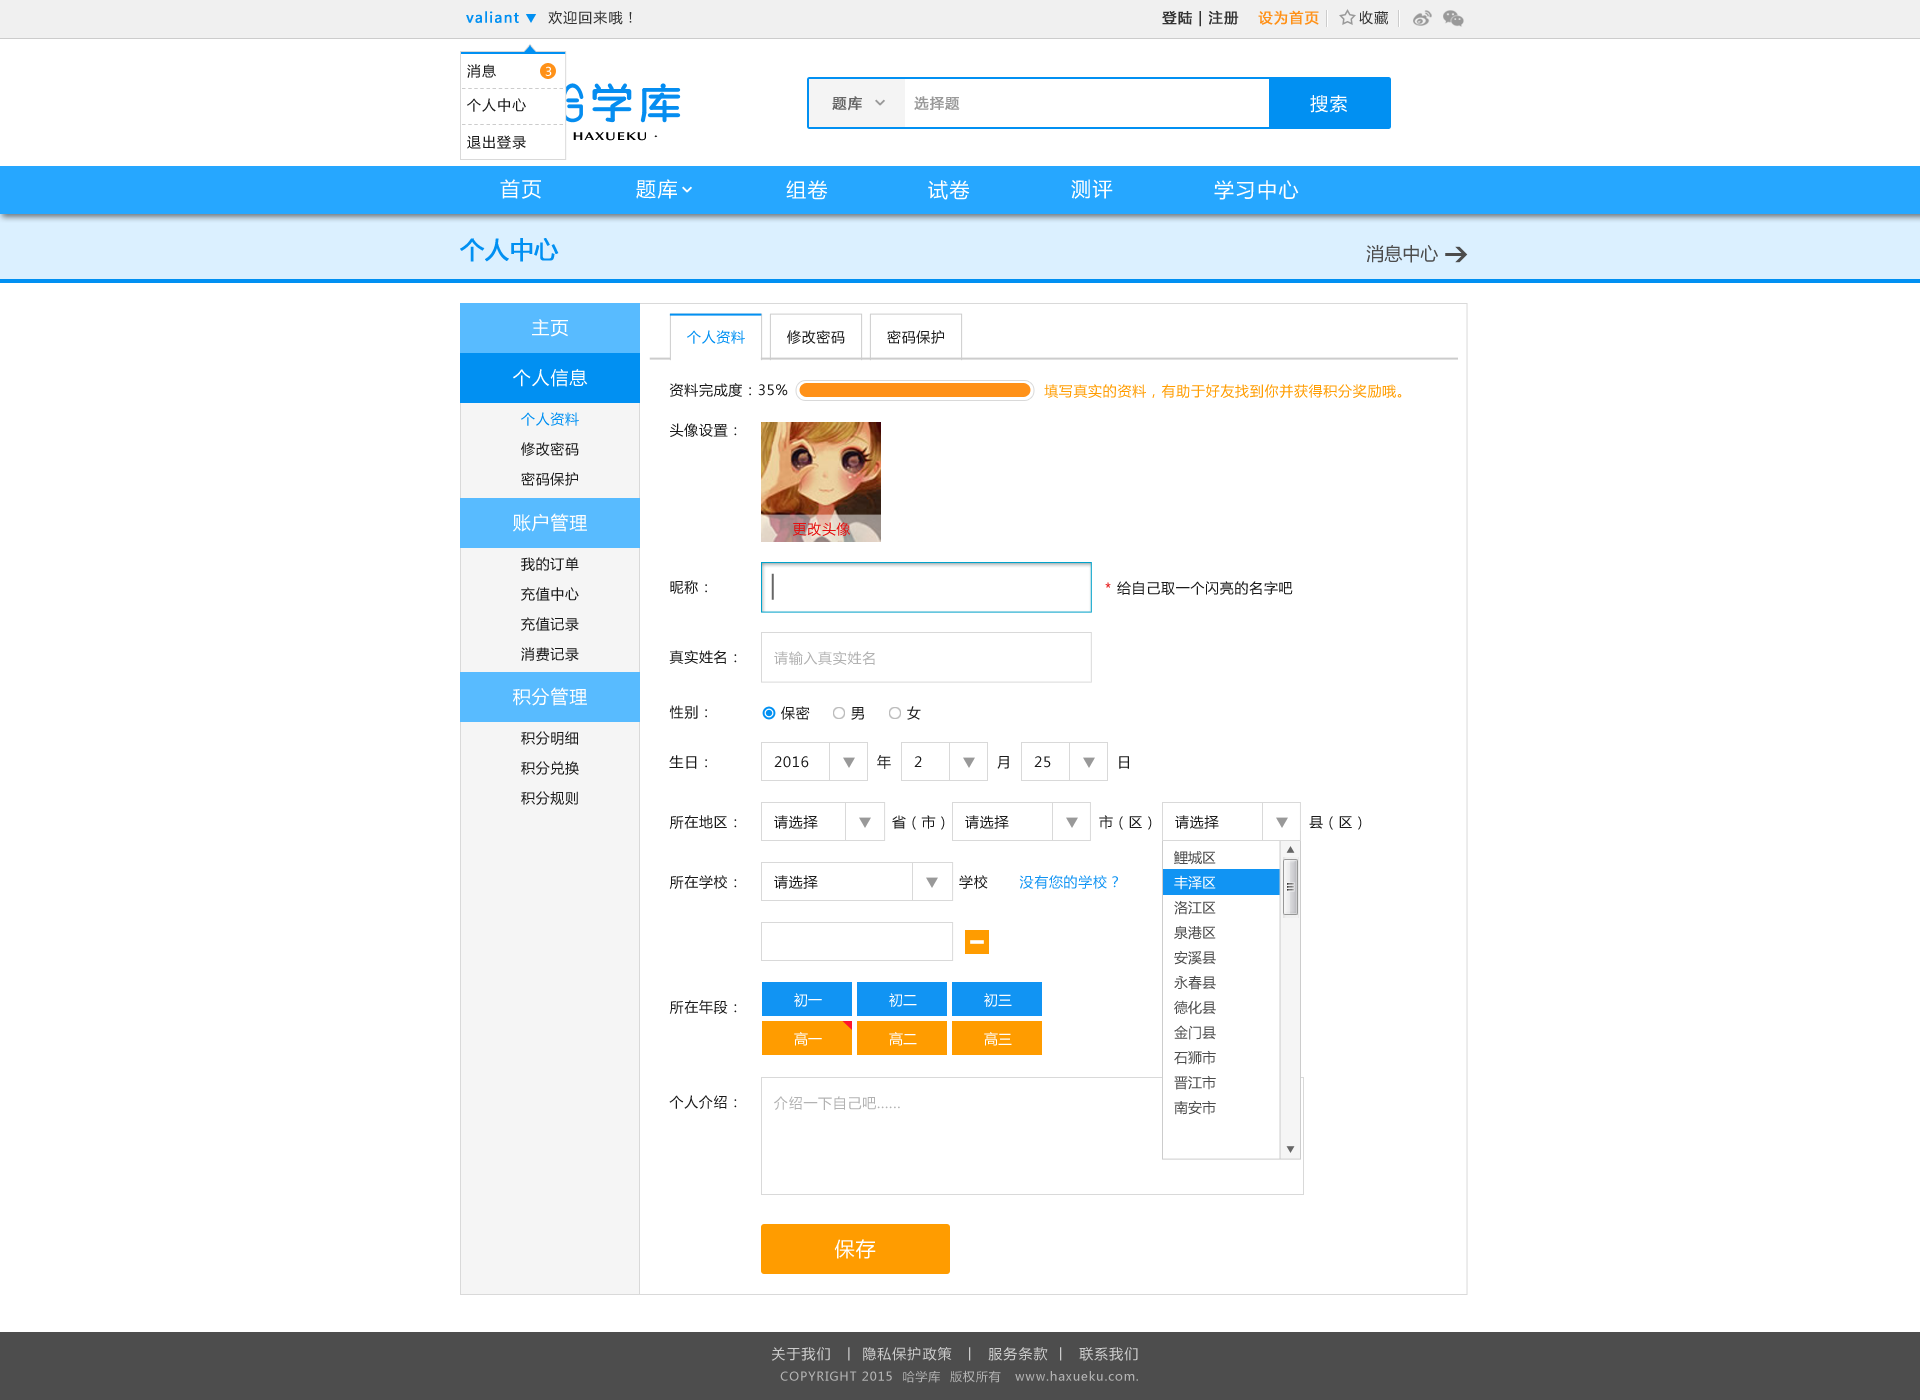 valiant ▼ 欢迎回来哦！
登陆 | 注册 设为首页 收藏
消息 3
个人中心
退出登录
哈学库
HAXUEKU ·
题库 选择题 搜索
首页 题库 组卷 试卷 测评 学习中心
个人中心
消息中心
主页
个人信息
个人资料
修改密码
密码保护
账户管理
我的订单
充值中心
充值记录
消费记录
积分管理
积分明细
积分兑换
积分规则
个人资料 修改密码 密码保护
资料完成度：35% 填写真实的资料，有助于好友找到你并获得积分奖励哦。
头像设置：
更改头像
昵称： * 给自己取一个闪亮的名字吧
真实姓名： 请输入真实姓名
性别： 保密 男 女
生日： 2016 年 2 月 25 日
所在地区： 请选择 省（市） 请选择 市（区） 请选择 县（区）
鲤城区
丰泽区
洛江区
泉港区
安溪县
永春县
德化县
金门县
石狮市
晋江市
南安市
所在学校： 请选择 学校 没有您的学校？
所在年段： 初一 初二 初三
高一 高二 高三
个人介绍： 介绍一下自己吧......
保存
关于我们 | 隐私保护政策 | 服务条款 | 联系我们
COPYRIGHT 2015 哈学库 版权所有 www.haxueku.com.